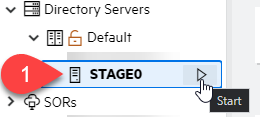 Directory Servers
Default
1
STAGE0
Start
SORs